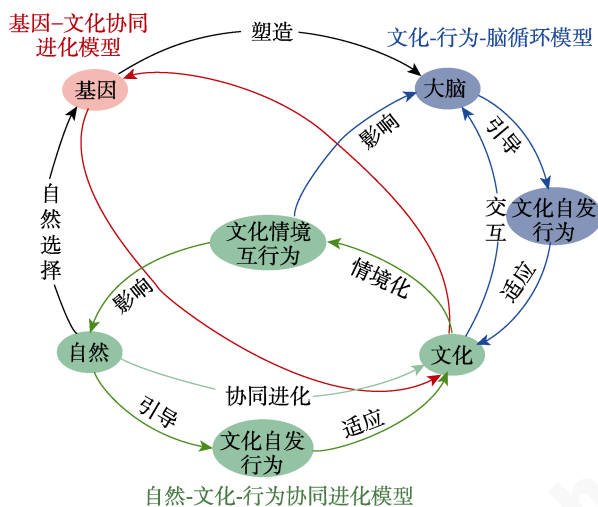 基因–文化协同
进化模型
塑造
文化-行为-脑循环模型
基因
大脑
影响
引导
自然选择
交互
文化自发
行为
文化情境
互行为
情境化
适应
影响
自然
文化
协同进化
引导
适应
文化自发
行为
自然-文化-行为协同进化模型